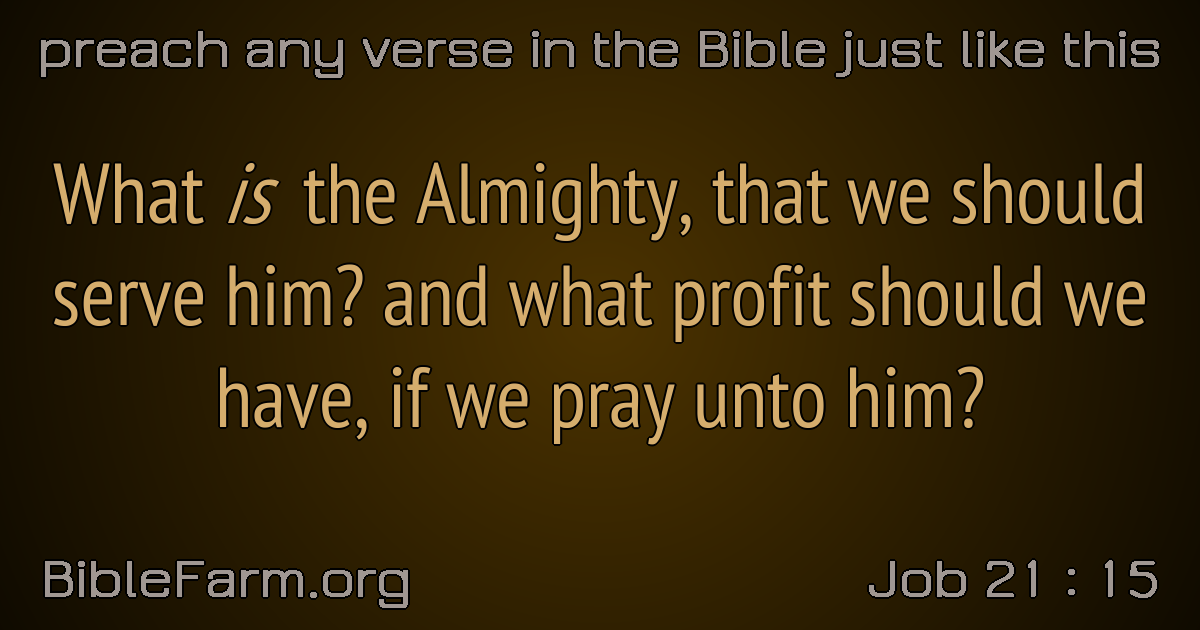 preach any verse in the Bible just like this
What is the Almighty, that we should
serve him? and what profit should we
have, if we pray unto him?
BibleFarm.org
Job 21 : 15